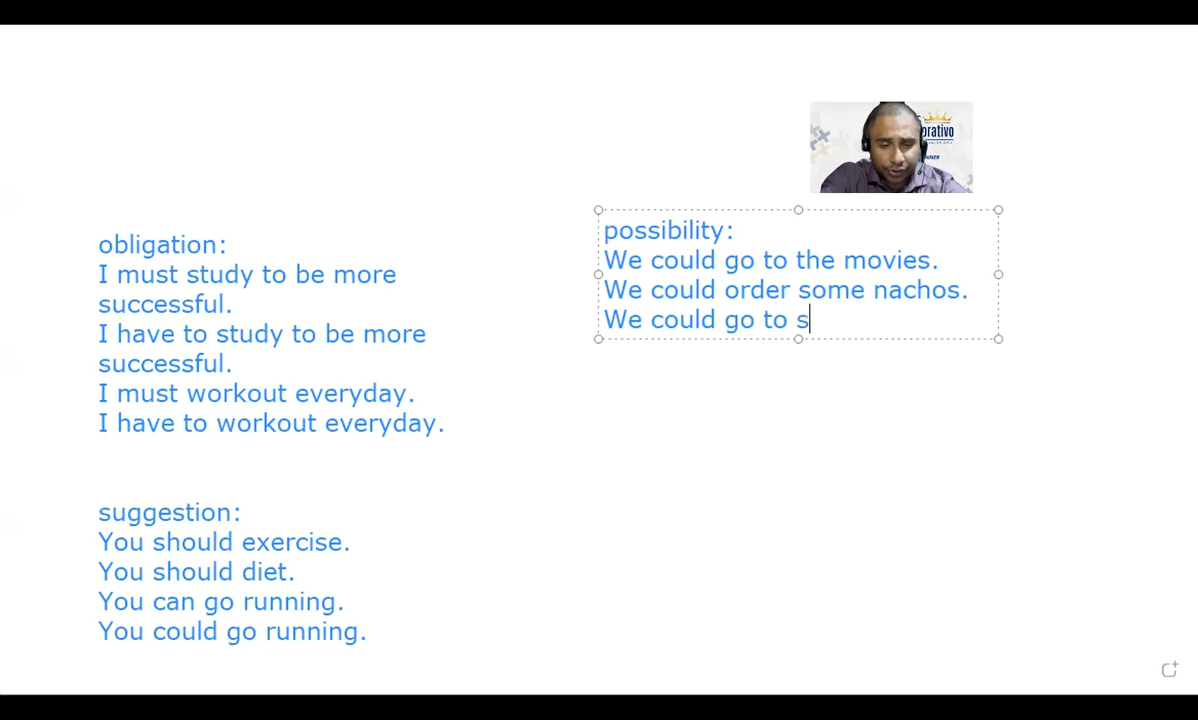 orativo
NNER
obligation:
I must study to be more
successful.
I have to study to be more
successful.
I must workout everyday.
I have to workout everyday.
suggestion:
You should exercise.
You should diet.
You can go running.
You could go running.
possibility:
We could go to the movies.
We could order some nachos.
We could go to s